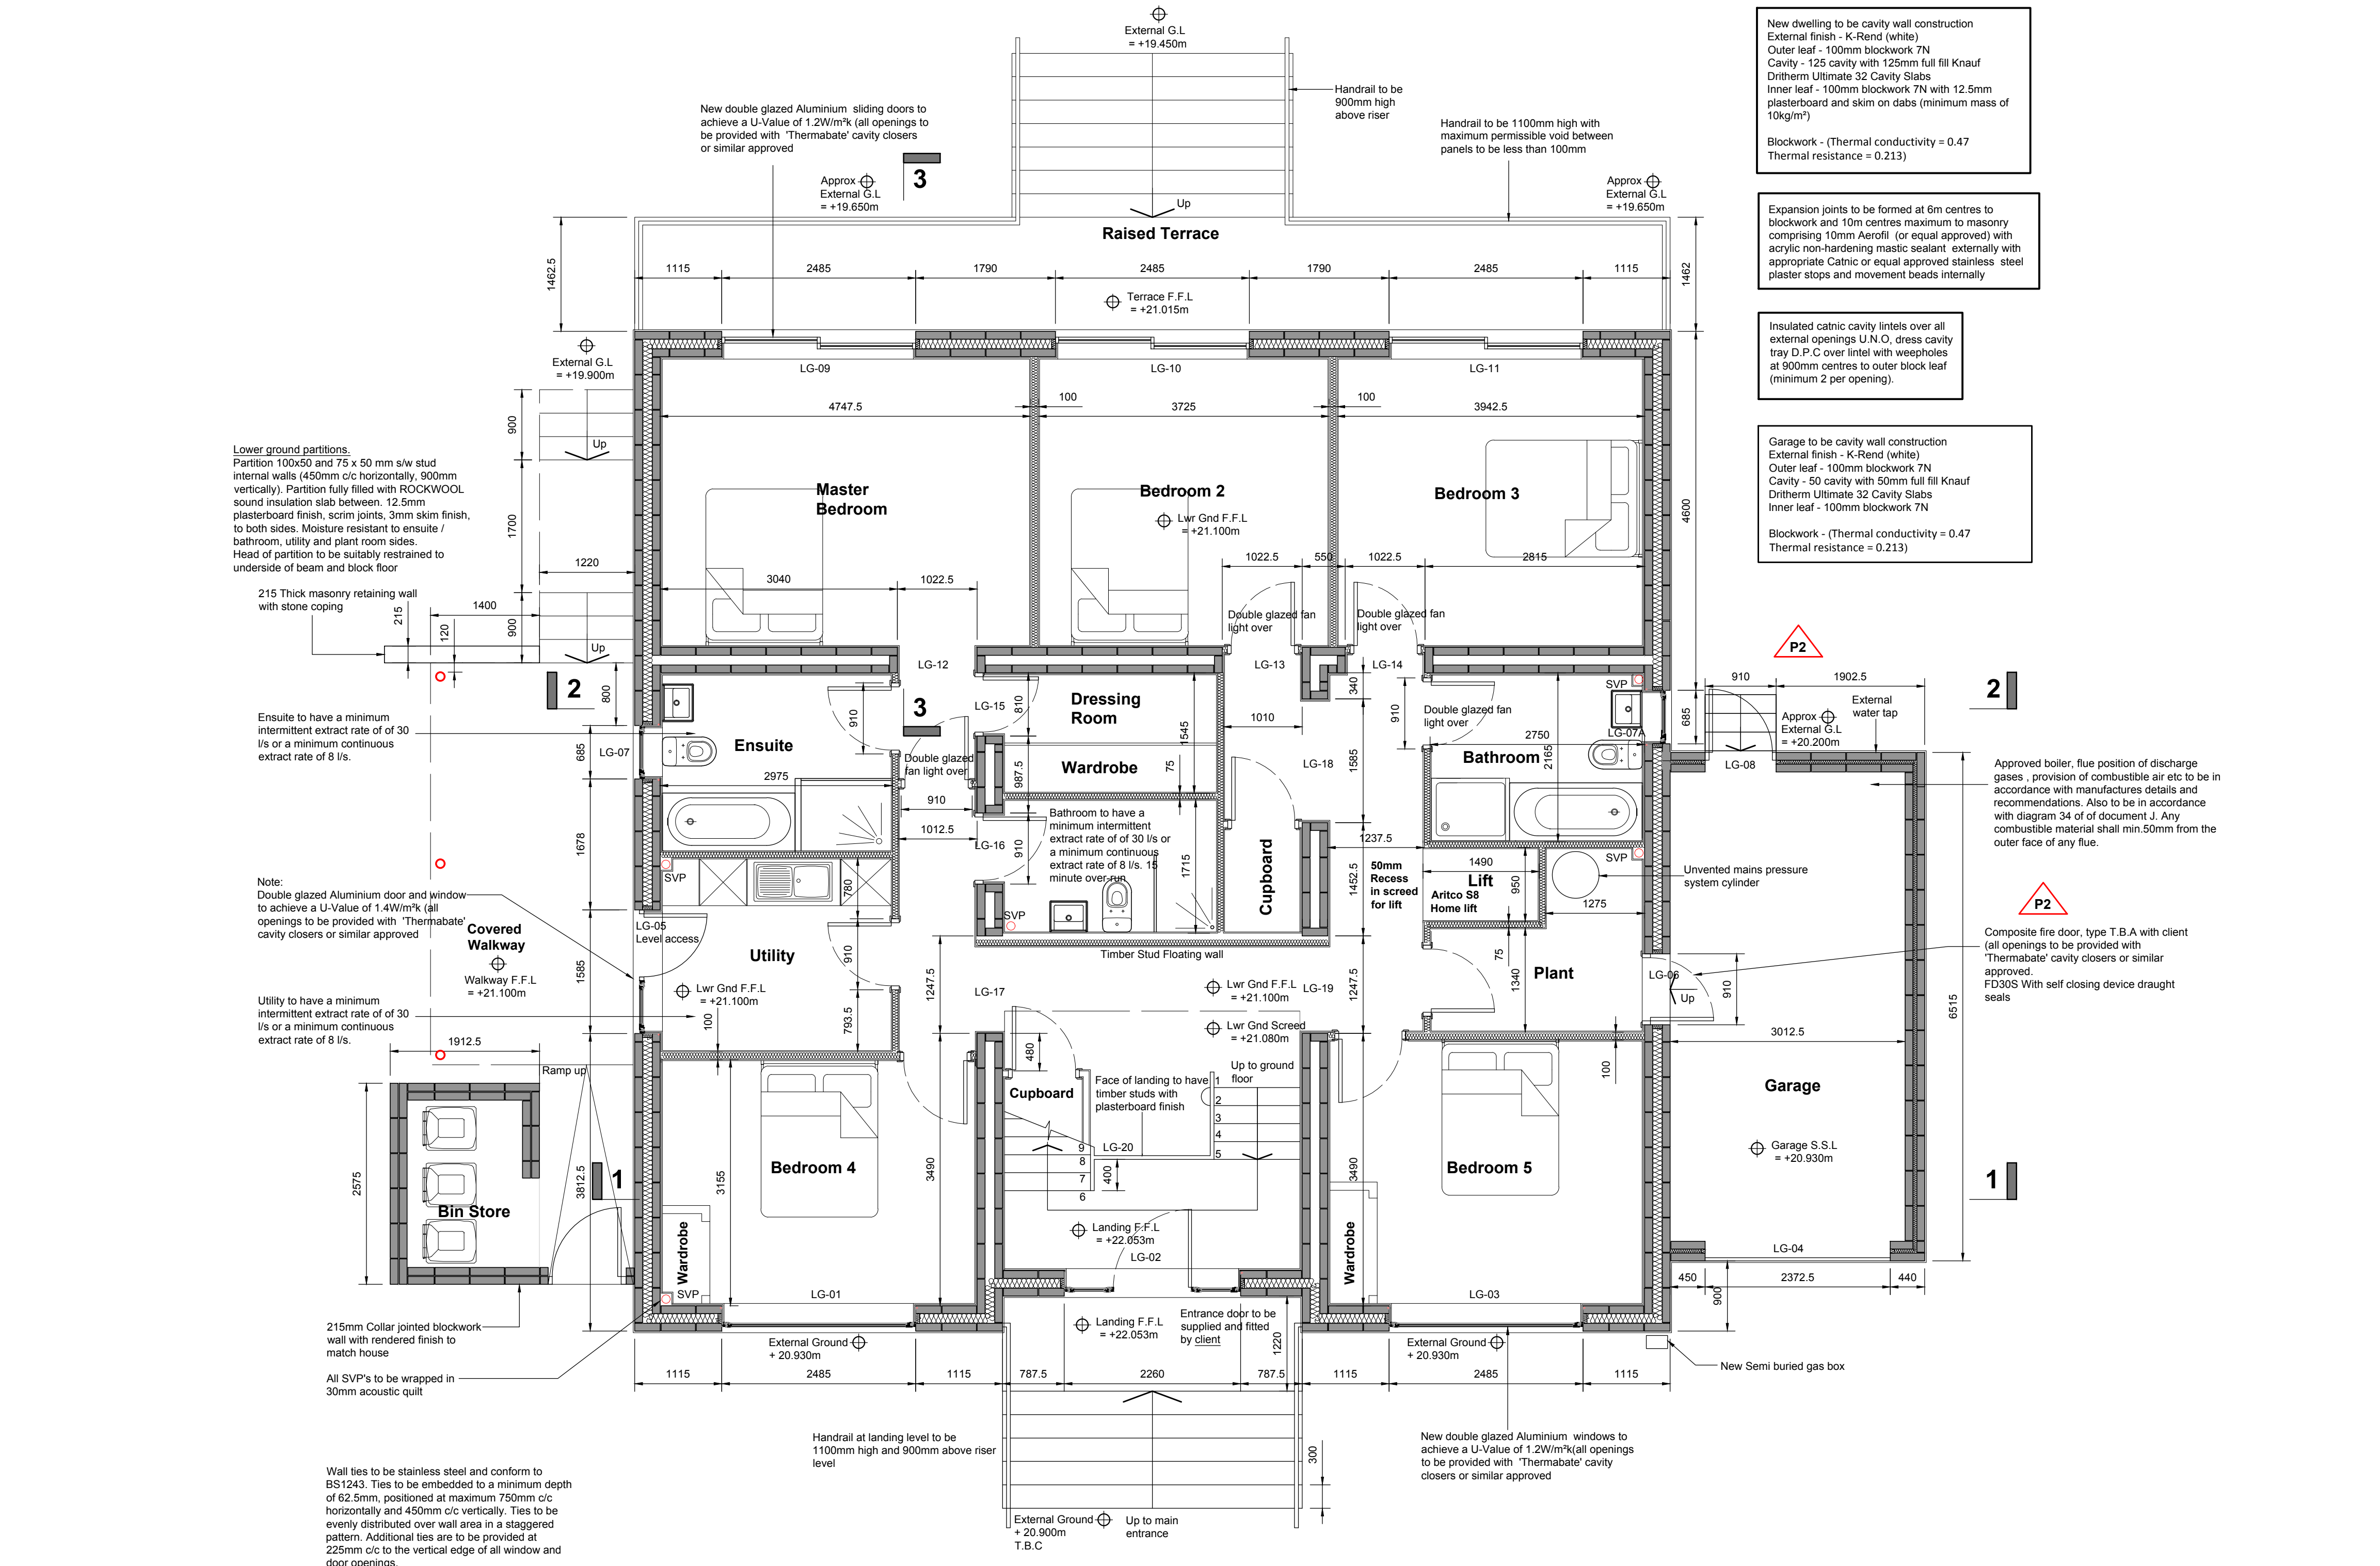 External G.L
= +19.450m
Handrail to be
900mm high
above riser
New double glazed Aluminium  sliding doors to
achieve a U-Value of 1.2W/m²k (all openings to
be provided with  'Thermabate' cavity closers
or similar approved
3
Approx
External G.L
= +19.650m
Handrail to be 1100mm high with
maximum permissible void between
panels to be less than 100mm
Approx
External G.L
= +19.650m
Up
Raised Terrace
1462.5
1115
2485
1790
2485
1790
2485
1115
1462
Terrace F.F.L
= +21.015m
New dwelling to be cavity wall construction
External finish - K-Rend (white)
Outer leaf - 100mm blockwork 7N
Cavity - 125 cavity with 125mm full fill Knauf
Dritherm Ultimate 32 Cavity Slabs
Inner leaf - 100mm blockwork 7N with 12.5mm
plasterboard and skim on dabs (minimum mass of
10kg/m²)
Blockwork - (Thermal conductivity = 0.47
Thermal resistance = 0.213)
Expansion joints to be formed at 6m centres to
blockwork and 10m centres maximum to masonry
comprising 10mm Aerofil  (or equal approved) with
acrylic non-hardening mastic sealant  externally with
appropriate Catnic or equal approved stainless  steel
plaster stops and movement beads internally
Insulated catnic cavity lintels over all
external openings U.N.O, dress cavity
tray D.P.C over lintel with weepholes
at 900mm centres to outer block leaf
(minimum 2 per opening).
Garage to be cavity wall construction
External finish - K-Rend (white)
Outer leaf - 100mm blockwork 7N
Cavity - 50 cavity with 50mm full fill Knauf
Dritherm Ultimate 32 Cavity Slabs
Inner leaf - 100mm blockwork 7N
Blockwork - (Thermal conductivity = 0.47
Thermal resistance = 0.213)
External G.L
= +19.900m
LG-09
LG-10
LG-11
4747.5
100
3725
100
3942.5
900
Up
1700
900
Up
4600
Lower ground partitions.
Partition 100x50 and 75 x 50 mm s/w stud
internal walls (450mm c/c horizontally, 900mm
vertically). Partition fully filled with ROCKWOOL
sound insulation slab between. 12.5mm
plasterboard finish, scrim joints, 3mm skim finish,
to both sides. Moisture resistant to ensuite /
bathroom, utility and plant room sides.
Head of partition to be suitably restrained to
underside of beam and block floor
Master
Bedroom
Bedroom 2
Lwr Gnd F.F.L
= +21.100m
Bedroom 3
1220
3040
1022.5
1022.5
550
1022.5
2815
215 Thick masonry retaining wall
with stone coping
215
1400
120
Double glazed fan
light over
Double glazed fan
light over
P2
2
800
LG-12
LG-13
LG-14
3
LG-15
810
Dressing
Room
1545
340
1010
910
Double glazed fan
light over
SVP
685
910
1902.5
External
water tap
Approx
External G.L
= +20.200m
2
Ensuite to have a minimum
intermittent extract rate of of 30
l/s or a minimum continuous
extract rate of 8 l/s.
685
LG-07
Ensuite
910
Double glazed
fan light over
2975
987.5
Wardrobe
75
LG-18
1585
2750
2165
Bathroom
LG-07A
LG-08
Approved boiler, flue position of discharge
gases , provision of combustible air etc to be in
accordance with manufactures details and
recommendations. Also to be in accordance
with diagram 34 of of document J. Any
combustible material shall min.50mm from the
outer face of any flue.
1678
910
1012.5
LG-16
910
Bathroom to have a
minimum intermittent
extract rate of of 30 l/s or
a minimum continuous
extract rate of 8 l/s. 15
minute over-run
1715
Cupboard
1237.5
1452.5
50mm
Recess
in screed
for lift
1490
Lift
950
Aritco S8
Home lift
SVP
1275
Unvented mains pressure
system cylinder
P2
Note:
Double glazed Aluminium door and window
to achieve a U-Value of 1.4W/m²k (all
openings to be provided with  'Thermabate'
cavity closers or similar approved
SVP
780
SVP
Covered
Walkway
Walkway F.F.L
= +21.100m
LG-05
Level access
1585
Utility
910
Timber Stud Floating wall
1247.5
LG-17
Lwr Gnd F.F.L
= +21.100m
LG-19
1247.5
75
1340
Plant
LG-06
Up
910
Composite fire door, type T.B.A with client
(all openings to be provided with
'Thermabate' cavity closers or similar
approved.
FD30S With self closing device draught
seals
Utility to have a minimum
intermittent extract rate of of 30
l/s or a minimum continuous
extract rate of 8 l/s.
Lwr Gnd F.F.L
= +21.100m
100
793.5
Lwr Gnd Screed
= +21.080m
3012.5
6515
1912.5
Ramp up
480
Cupboard
Face of landing to have
timber studs with
plasterboard finish
Up to ground
floor
1
2
3
4
5
LG-20
9
8
7
6
400
100
Garage
Garage S.S.L
= +20.930m
2575
Bin Store
3812.5
1
3155
Bedroom 4
3490
3490
Bedroom 5
1
Wardrobe
SVP
LG-01
Landing F.F.L
= +22.053m
LG-02
Wardrobe
LG-03
LG-04
450
2372.5
440
900
215mm Collar jointed blockwork
wall with rendered finish to
match house
External Ground
+ 20.930m
Landing F.F.L
= +22.053m
Entrance door to be
supplied and fitted
by client
1220
External Ground
+ 20.930m
New Semi buried gas box
All SVP's to be wrapped in
30mm acoustic quilt
1115
2485
1115
787.5
2260
787.5
1115
2485
1115
Handrail at landing level to be
1100mm high and 900mm above riser
level
300
New double glazed Aluminium  windows to
achieve a U-Value of 1.2W/m²k(all openings
to be provided with  'Thermabate' cavity
closers or similar approved
Wall ties to be stainless steel and conform to
BS1243. Ties to be embedded to a minimum depth
of 62.5mm, positioned at maximum 750mm c/c
horizontally and 450mm c/c vertically. Ties to be
evenly distributed over wall area in a staggered
pattern. Additional ties are to be provided at
225mm c/c to the vertical edge of all window and
door openings.
External Ground
+ 20.900m
T.B.C
Up to main
entrance